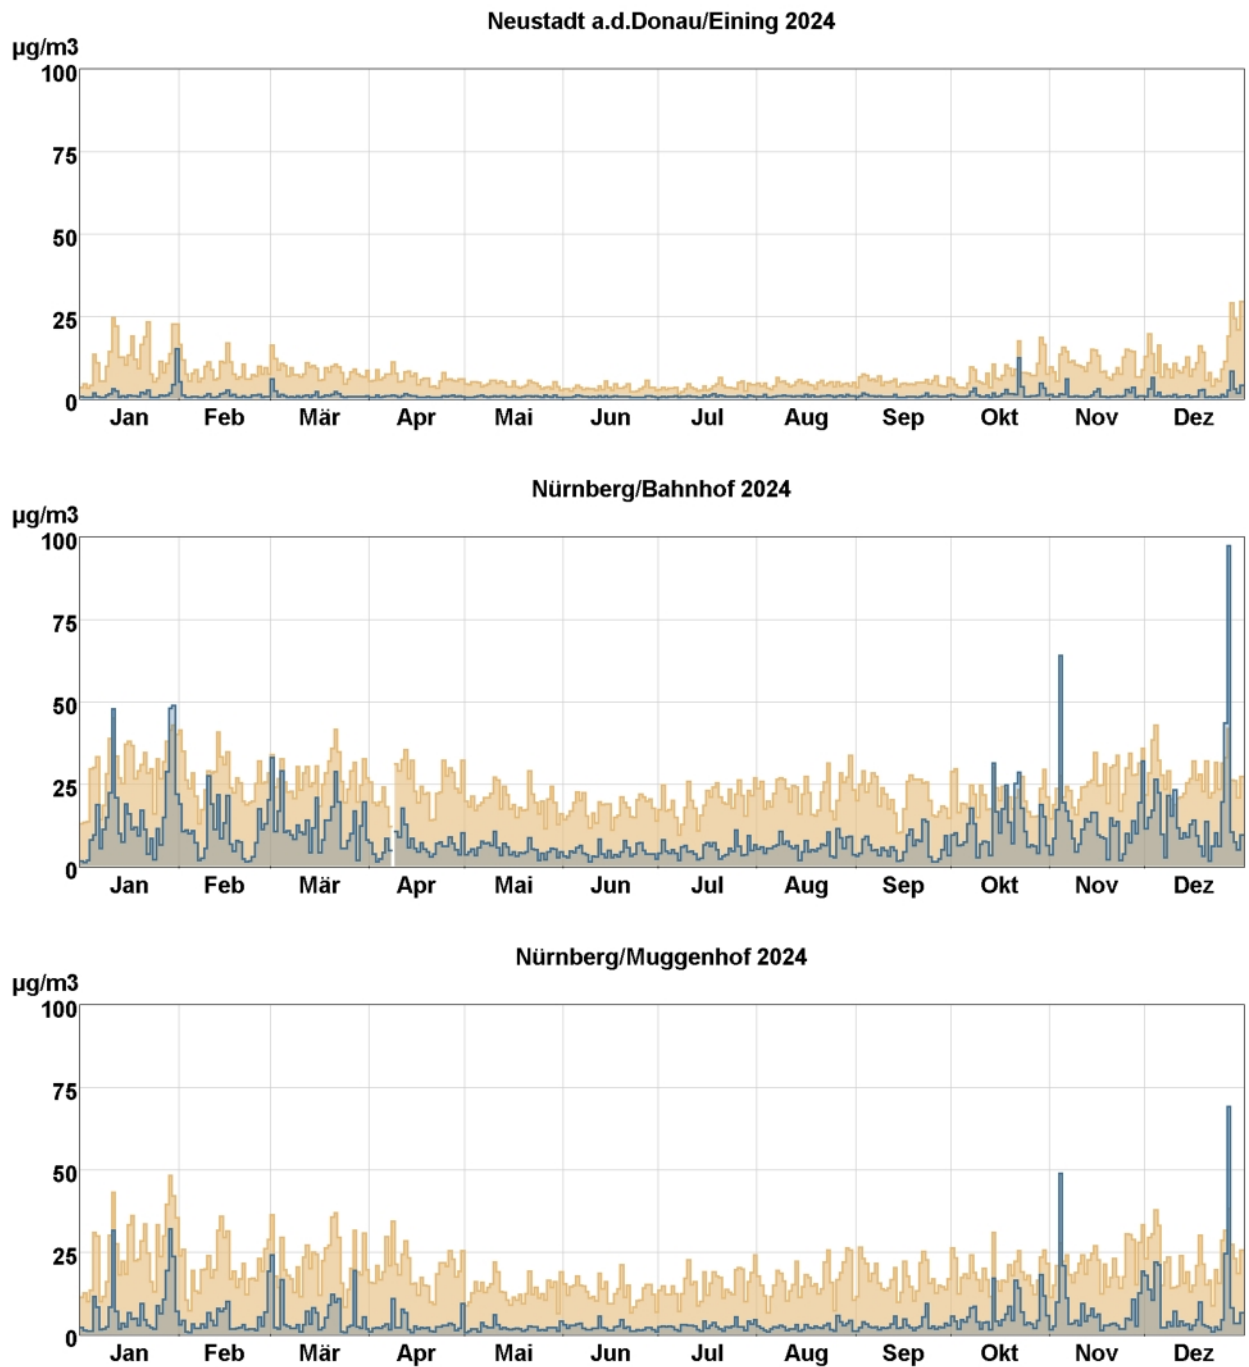 Neustadt a.d.Donau/Eining 2024
µg/m3
100
75
50
25
0
Jan Feb Mär Apr Mai Jun Jul Aug Sep Okt Nov Dez
Nürnberg/Bahnhof 2024
µg/m3
100
75
50
25
0
Jan Feb Mär Apr Mai Jun Jul Aug Sep Okt Nov Dez
Nürnberg/Muggenhof 2024
µg/m3
100
75
50
25
0
Jan Feb Mär Apr Mai Jun Jul Aug Sep Okt Nov Dez